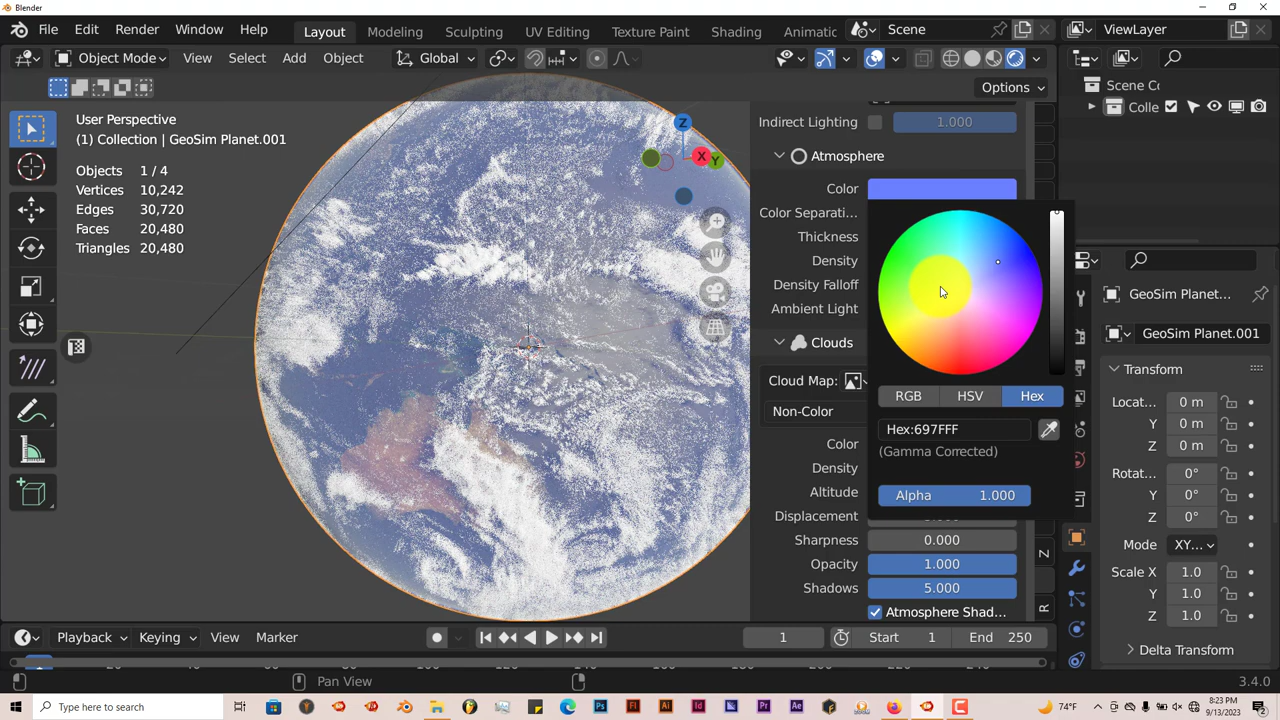 Blender
File Edit Render Window Help Layout Modeling Sculpting UV Editing Texture Paint Shading Animatic Scene ViewLayer
Object Mode View Select Add Object Global
Options
User Perspective
(1) Collection | GeoSim Planet.001
Objects 1 / 4
Vertices 10,242
Edges 30,720
Faces 20,480
Triangles 20,480
Z
X
Y
Indirect Lighting 1.000
Atmosphere
Color
Color Separati...
Thickness
Density
Density Falloff
Ambient Light
Clouds
Cloud Map:
Non-Color
Color
Density
Altitude
Displacement
Sharpness 0.000
Opacity 1.000
Shadows 5.000
Atmosphere Shad...
RGB HSV Hex
Hex:697FFF
(Gamma Corrected)
Alpha 1.000
Z
R
Scene Co
Colle
GeoSim Planet...
GeoSim Planet.001
Transform
Locat... 0 m
Y 0 m
Z 0 m
Rotat... 0°
Y 0°
Z 0°
Mode XY...
Scale X 1.0
Y 1.0
Z 1.0
Delta Transform
Playback Keying View Marker 1 Start 1 End 250
Pan View
3.4.0
Type here to search
74°F
8:23 PM
9/13/2023